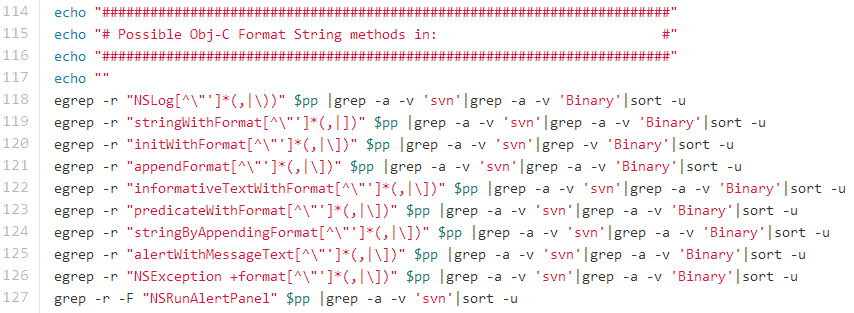 114 echo "#######################################################################"
115 echo "# Possible Obj-C Format String methods in:                            #"
116 echo "#######################################################################"
117 echo ""
118 egrep -r "NSLog[^\"']*(,|\))" $pp |grep -a -v 'svn'|grep -a -v 'Binary'|sort -u
119 egrep -r "stringWithFormat[^\"']*(,|])" $pp |grep -a -v 'svn'|grep -a -v 'Binary'|sort -u
120 egrep -r "initWithFormat[^\"']*(,|\])" $pp |grep -a -v 'svn'|grep -v 'Binary'|sort -u
121 egrep -r "appendFormat[^\"']*(,|\])" $pp |grep -a -v 'svn'|grep -a -v 'Binary'|sort -u
122 egrep -r "informativeTextWithFormat[^\"']*(,|\])" $pp |grep -a -v 'svn'|grep -a -v 'Binary'|sort -u
123 egrep -r "predicateWithFormat[^\"']*(,|\])" $pp |grep -a -v 'svn'|grep -a -v 'Binary'|sort -u
124 egrep -r "stringByAppendingFormat[^\"']*(,|\])" $pp |grep -a -v 'svn'|grep -a -v 'Binary'|sort -u
125 egrep -r "alertWithMessageText[^\"']*(,|\])" $pp |grep -a -v 'svn'|grep -a -v 'Binary'|sort -u
126 egrep -r "NSException +format[^\"']*(,|\])" $pp |grep -a -v 'svn'|grep -a -v 'Binary'|sort -u
127 grep -r -F "NSRunAlertPanel" $pp |grep -a -v 'svn'|sort -u